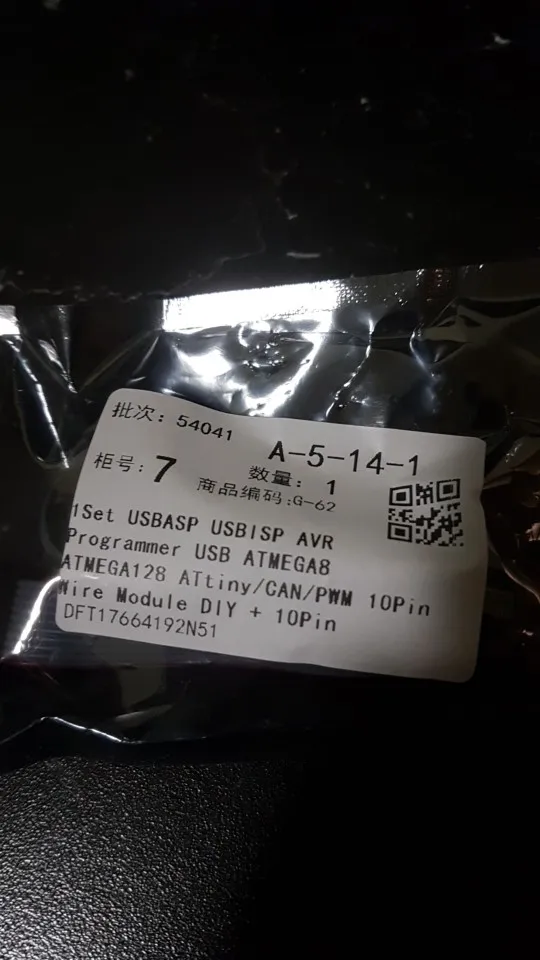 批次: 54041
A-5-14-1
柜号: 7
数量: 1
商品编码:G-62
1Set USBASP USBISP AVR
Programmer USB ATMEGA8
ATMEGA128 ATtiny/CAN/PWM 10Pin
Wire Module DIY + 10Pin
DFT17664192N51